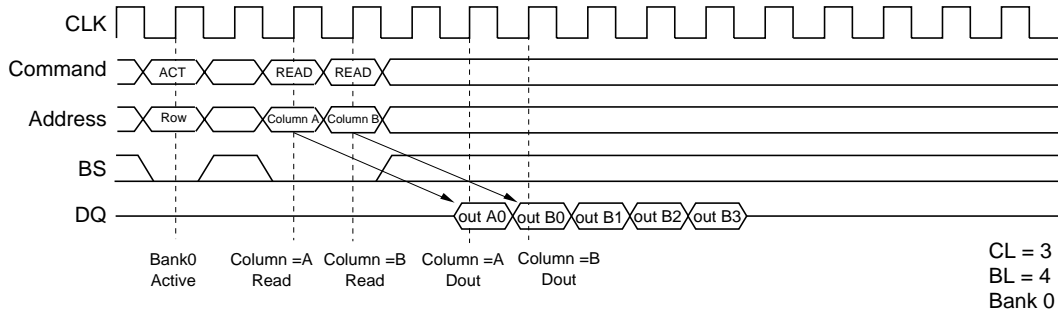 CLK
Command ACT READ READ
Address Row Column A Column B
BS
DQ out A0 out B0 out B1 out B2 out B3
Bank0 Column =A Column =B Column =A Column =B
Active Read Read Dout Dout
CL = 3
BL = 4
Bank 0